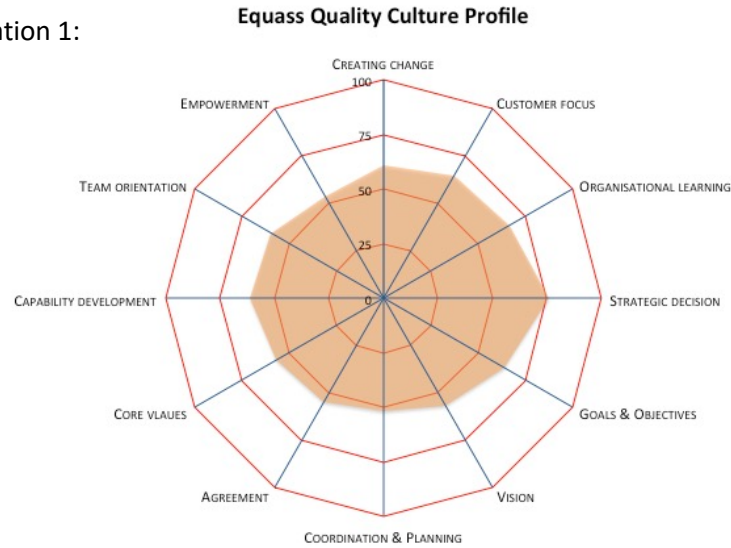 Equass Quality Culture Profile
ation 1:
CREATING CHANGE
100
EMPOWERMENT
CUSTOMER FOCUS
75
TEAM ORIENTATION
ORGANISATIONAL LEARNING
50
25
CAPABILITY DEVELOPMENT
0
STRATEGIC DECISION
CORE VLAUES
GOALS & OBJECTIVES
AGREEMENT
VISION
COORDINATION & PLANNING